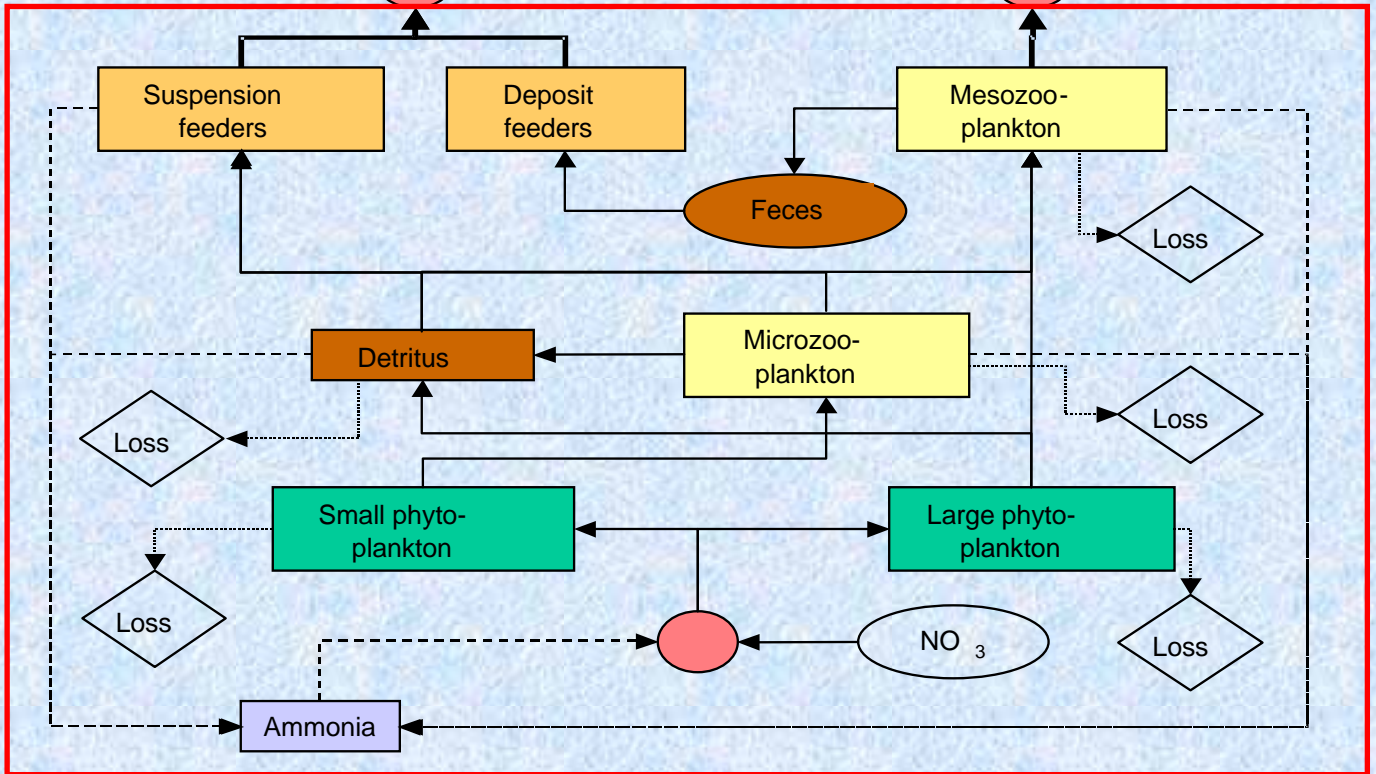 Suspension
feeders
Deposit
feeders
Mesozoo-
plankton
Feces
Loss
Detritus
Microzoo-
plankton
Loss
Loss
Small phyto-
plankton
Large phyto-
plankton
Loss
NO 3
Loss
Ammonia